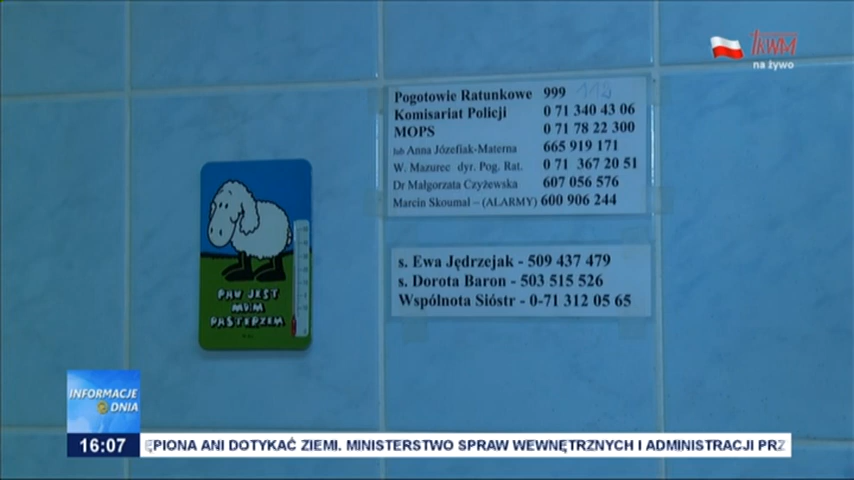 TRWAM
na żywo
Pogotowie Ratunkowe 999 112
Komisariat Policji 0 71 340 43 06
MOPS 0 71 78 22 300
lub Anna Józefiak-Materna 665 919 171
W. Mazurec dyr. Pog. Rat. 0 71 367 20 51
Dr Małgorzata Czyżewska 607 056 576
Marcin Skoumal – (ALARMY) 600 906 244
s. Ewa Jędrzejak - 509 437 479
s. Dorota Baron - 503 515 526
Wspólnota Sióstr - 0-71 312 05 65
PAN JEST
MOIM
PASTERZEM
INFORMACJE
DNIA
16:07 ĘPIONA ANI DOTYKAĆ ZIEMI. MINISTERSTWO SPRAW WEWNĘTRZNYCH I ADMINISTRACJI PRZ